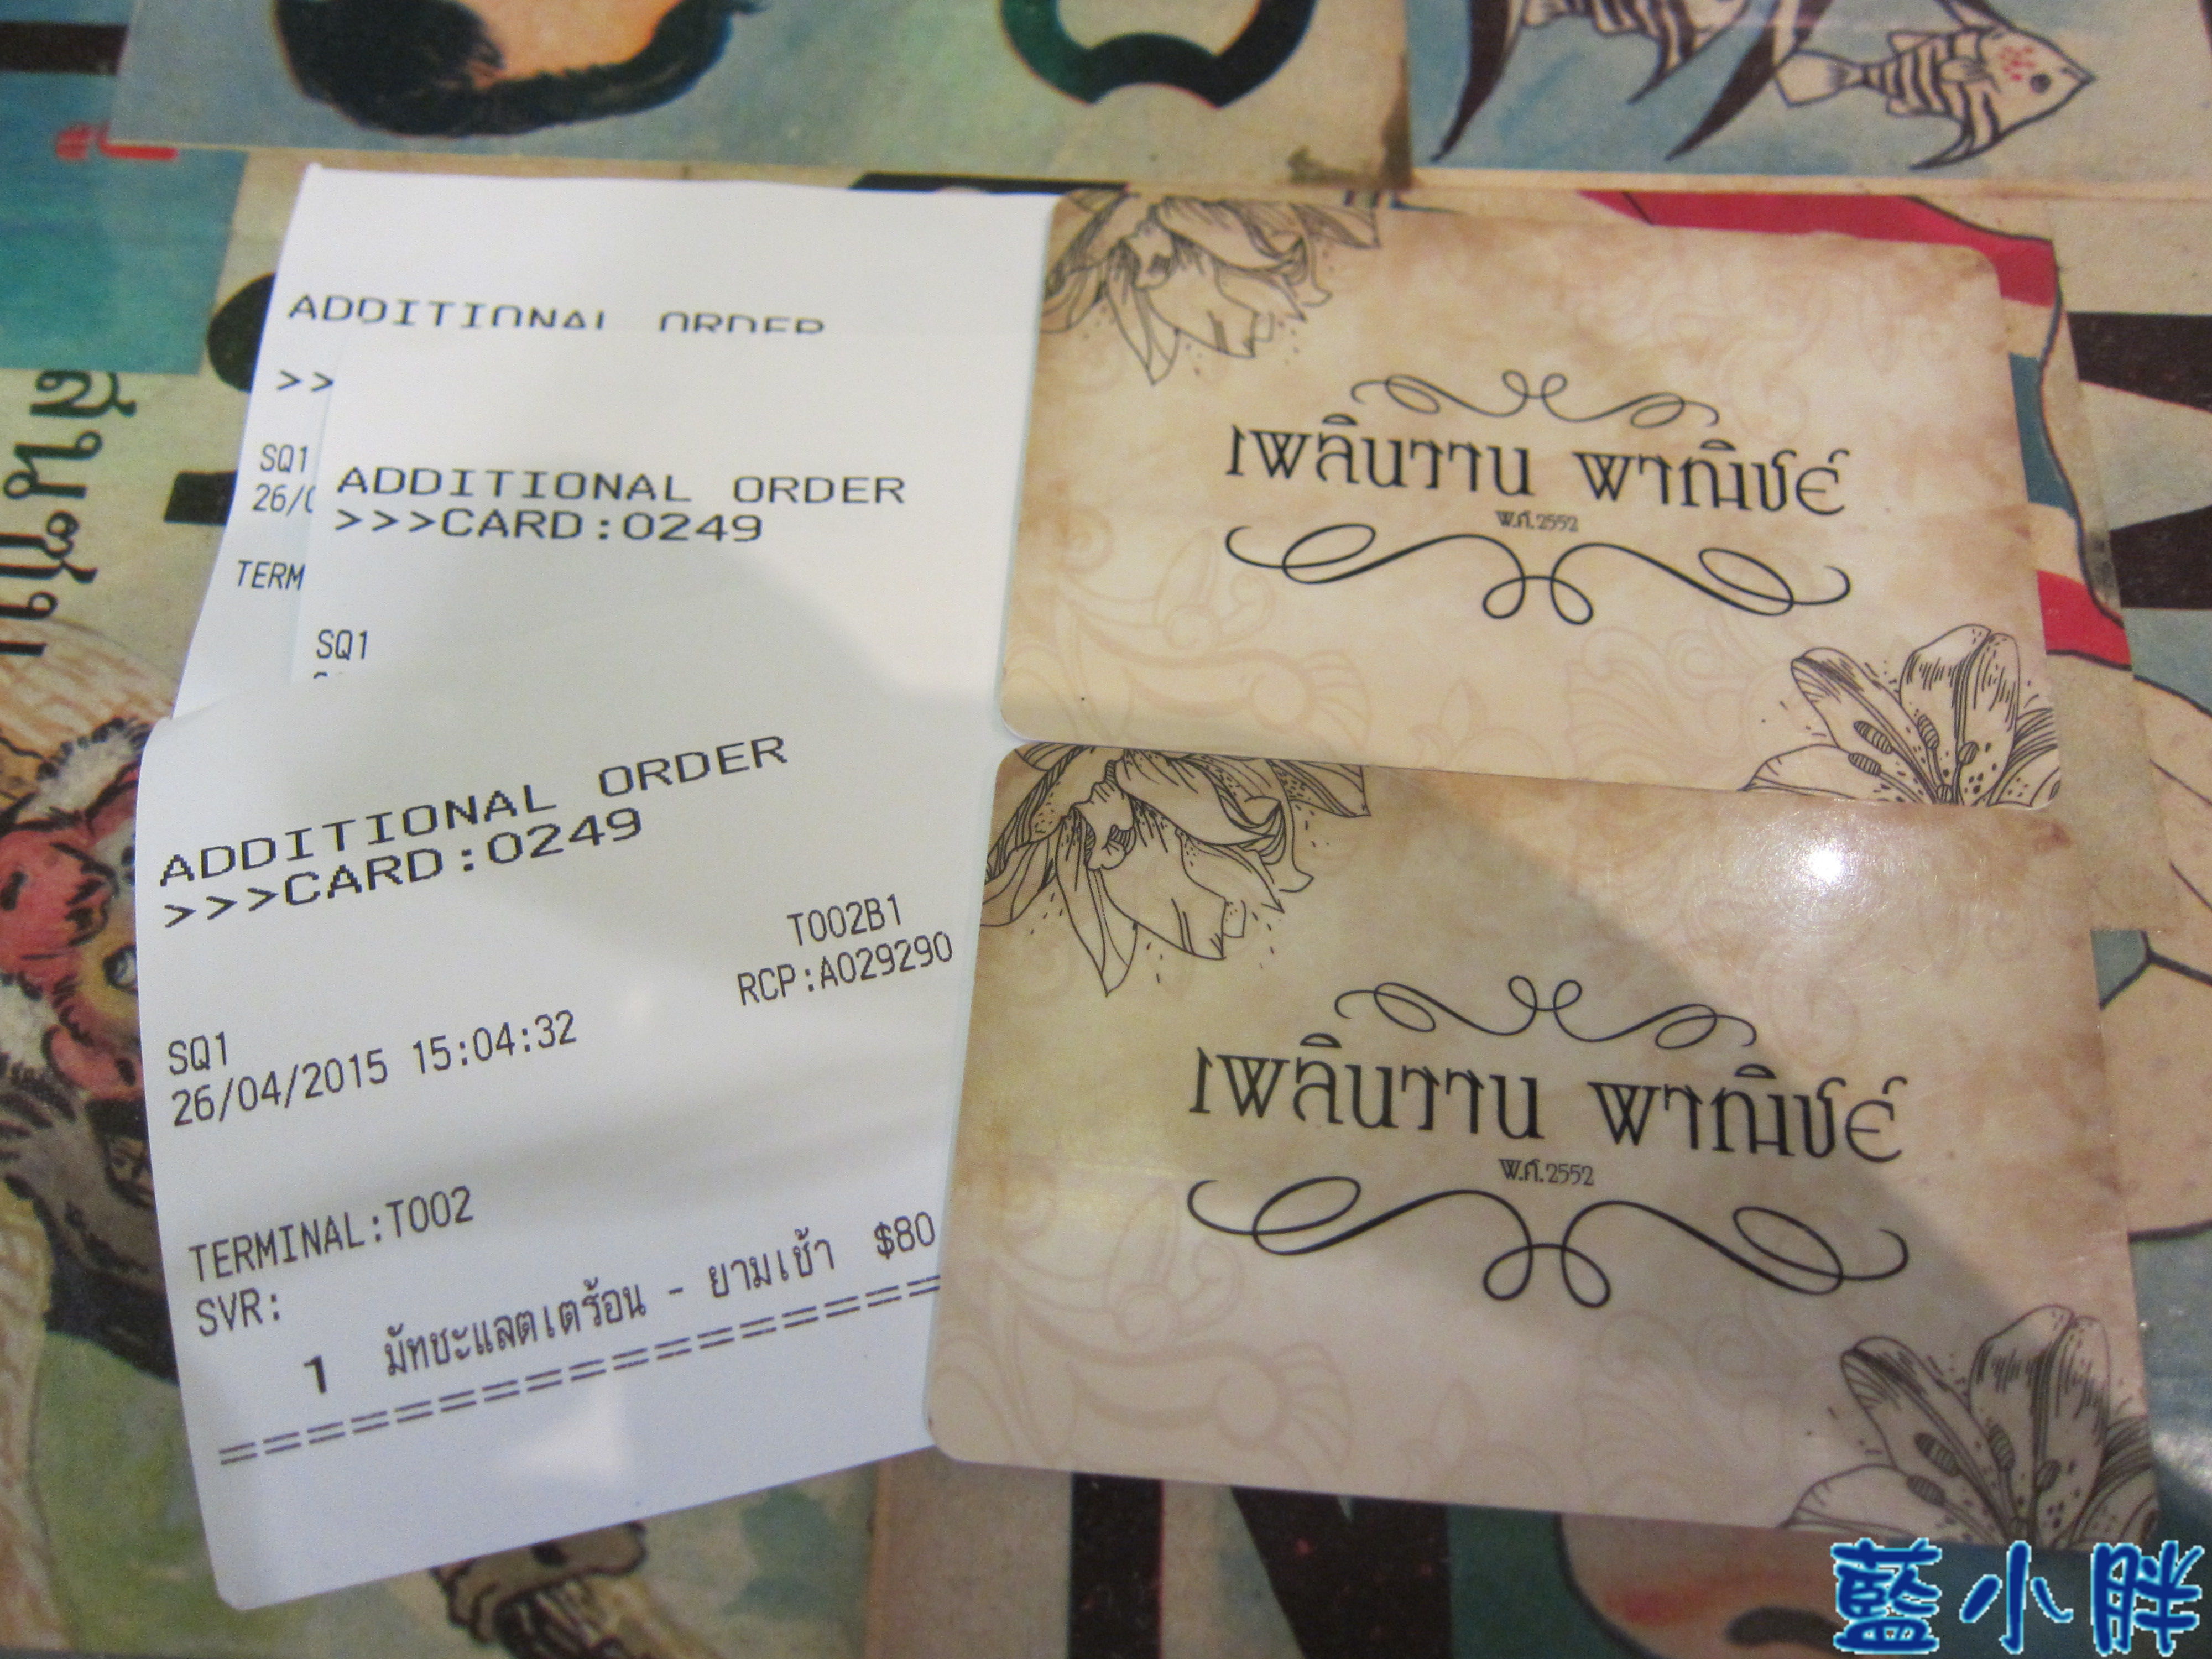 ADDITIONAL ORDER
>>
SQ1
26/0
TERM
ADDITIONAL ORDER
>>>CARD:0249
SQ1
ADDITIONAL ORDER
>>>CARD:0249
T002B1
RCP:A029290
SQ1
26/04/2015 15:04:32
TERMINAL:T002
SVR:
1 มัทชะแลตเตร้อน - ยามเช้า $80
เพลินวาน พาณิชย์
พ.ศ.2552
เพลินวาน พาณิชย์
พ.ศ.2552
藍小胖